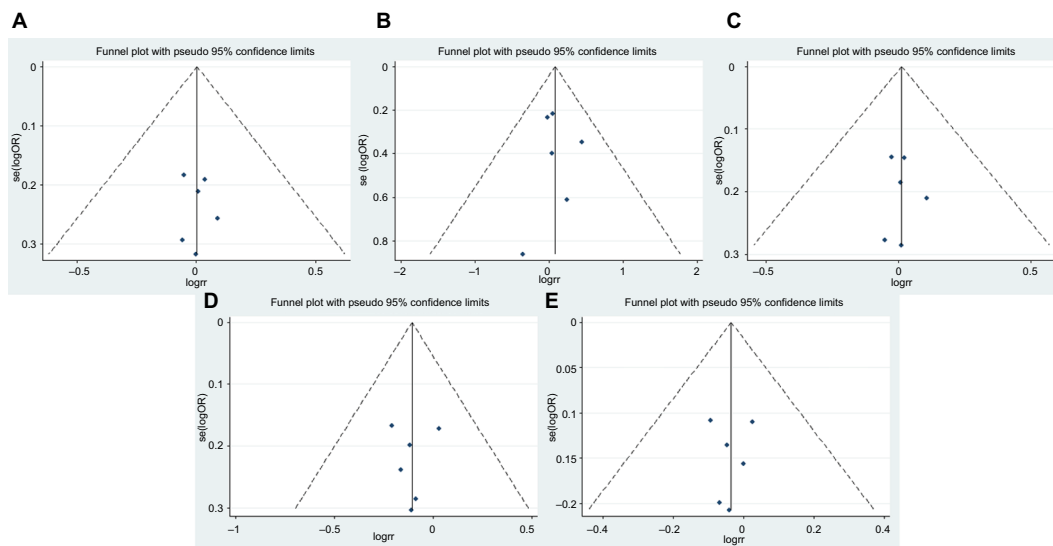 A
Funnel plot with pseudo 95% confidence limits
0
0.1
0.2
0.3
se(logOR)
–0.5
0
0.5
logrr
B
Funnel plot with pseudo 95% confidence limits
0
0.2
0.4
0.6
0.8
se (logOR)
–2
–1
0
1
2
logrr
C
Funnel plot with pseudo 95% confidence limits
0
0.1
0.2
0.3
se(logOR)
–0.5
0
0.5
logrr
D
Funnel plot with pseudo 95% confidence limits
0
0.1
0.2
0.3
se(logOR)
–1
–0.5
0
0.5
logrr
E
Funnel plot with pseudo 95% confidence limits
0
0.05
0.1
0.15
–0.2
se(logOR)
–0.4
–0.2
0
0.2
0.4
logrr